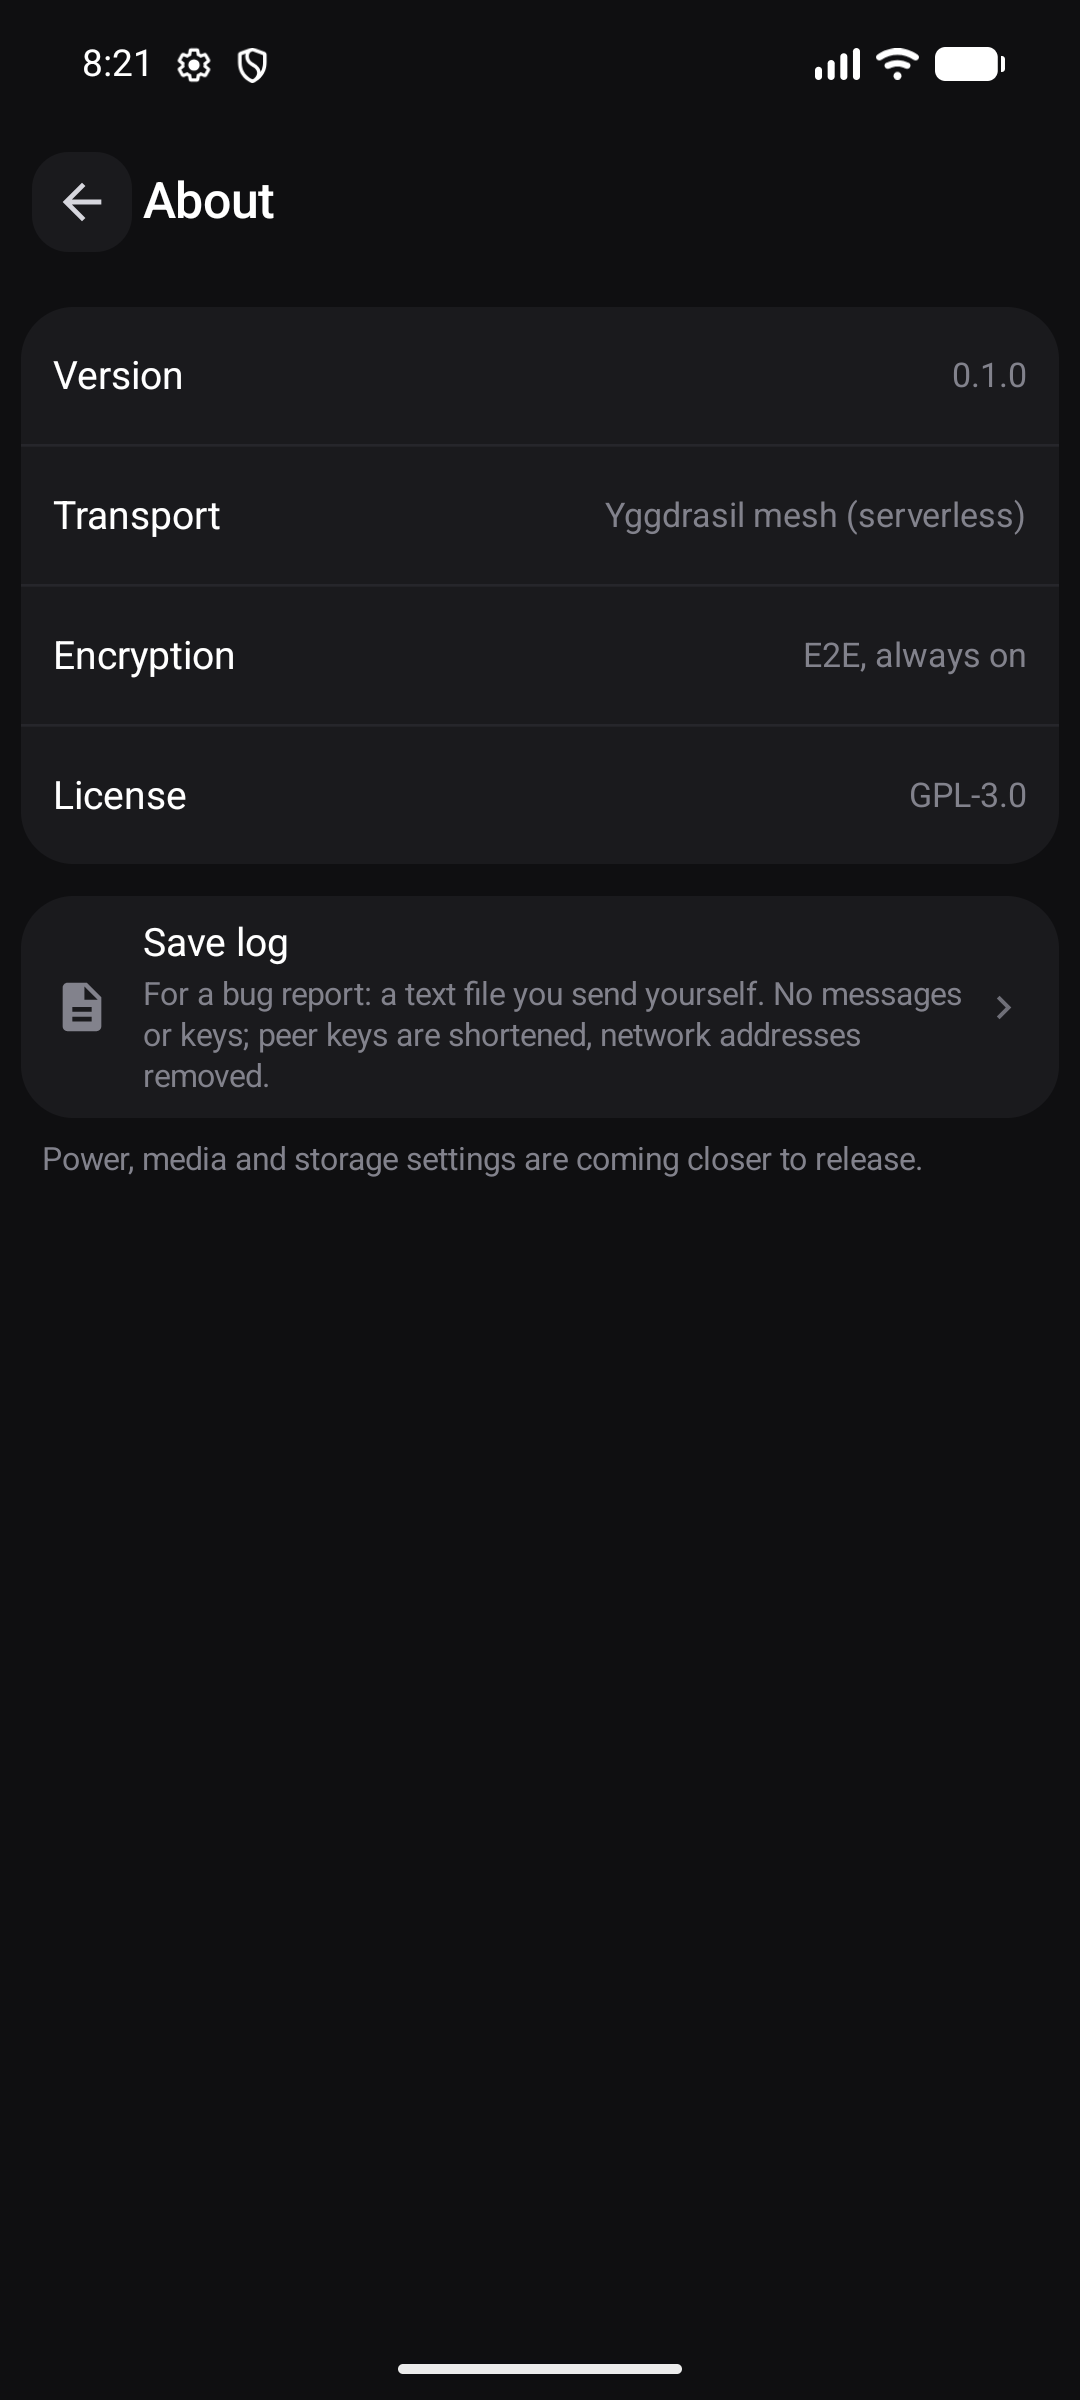 8:21
About
Version 0.1.0
Transport Yggdrasil mesh (serverless)
Encryption E2E, always on
License GPL-3.0
Save log
For a bug report: a text file you send yourself. No messages
or keys; peer keys are shortened, network addresses
removed.
Power, media and storage settings are coming closer to release.